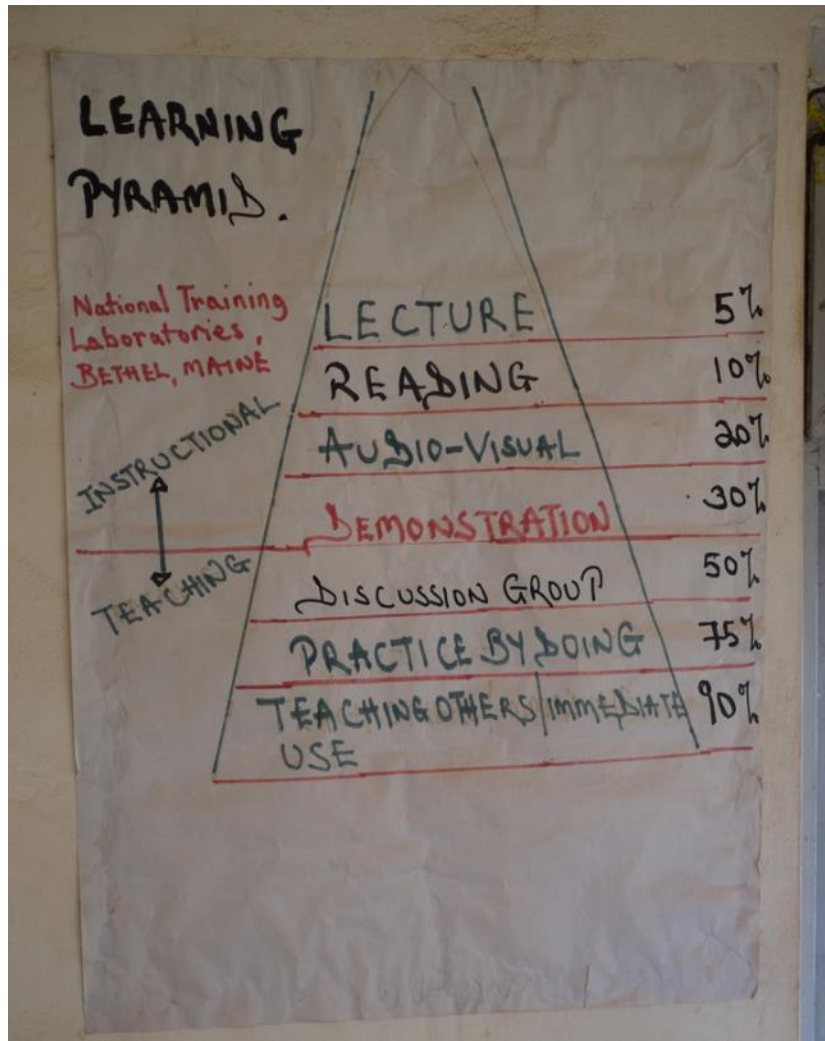 LEARNING
PYRAMID.
National Training
Laboratories,
BETHEL, MAINE
LECTURE 5%
READING 10%
AUDIO-VISUAL 20%
INSTRUCTIONAL
DEMONSTRATION 30%
TEACHING
DISCUSSION GROUP 50%
PRACTICE BY DOING 75%
TEACHING OTHERS/IMMEDIATE 90%
USE